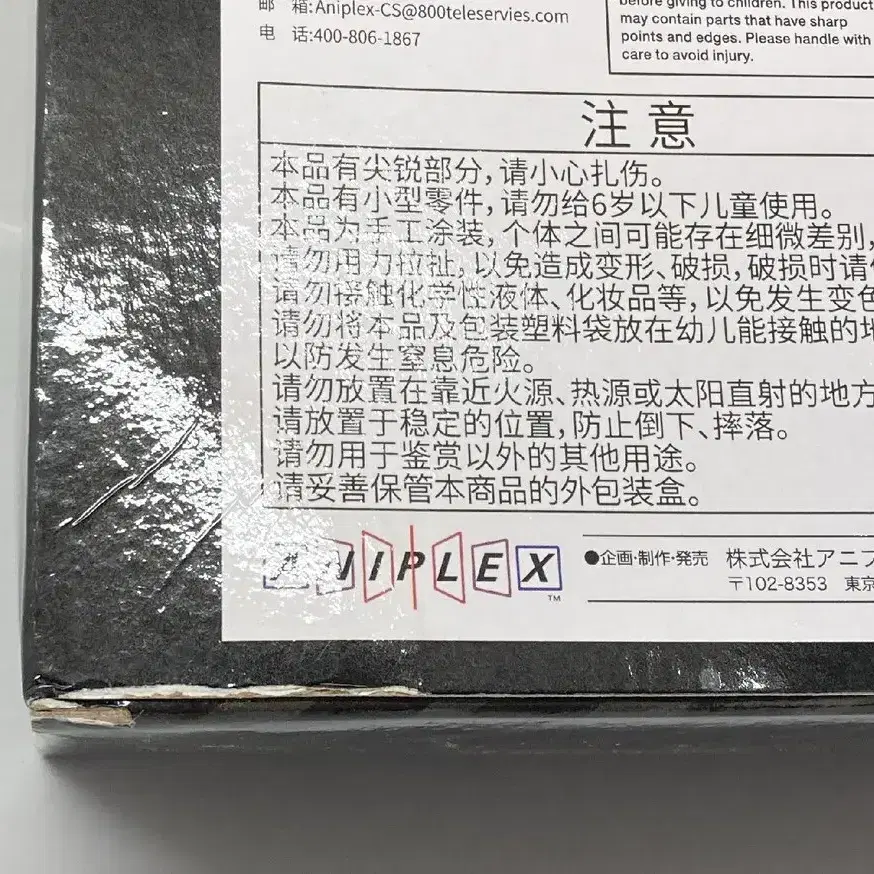 邮 箱:Aniplex-CS@800teleservies.com
电 话:400-806-1867
before giving to children. This product
may contain parts that have sharp
points and edges. Please handle with
care to avoid injury.
注意
本品有尖锐部分,请小心扎伤。
本品有小型零件,请勿给6岁以下儿童使用。
本品为手工涂装,个体之间可能存在细微差别,
请勿用力拉扯,以免造成变形、破损,破损时请
请勿接触化学性液体、化妆品等,以免发生变色
请勿将本品及包装塑料袋放在幼儿能接触的地
以防发生窒息危险。
请勿放置在靠近火源、热源或太阳直射的地方
请放置于稳定的位置,防止倒下、摔落。
请勿用于鉴赏以外的其他用途。
请妥善保管本商品的外包装盒。
ANIPLEX
TM
●企画・制作・発売 株式会社アニプ
〒102-8353 東京